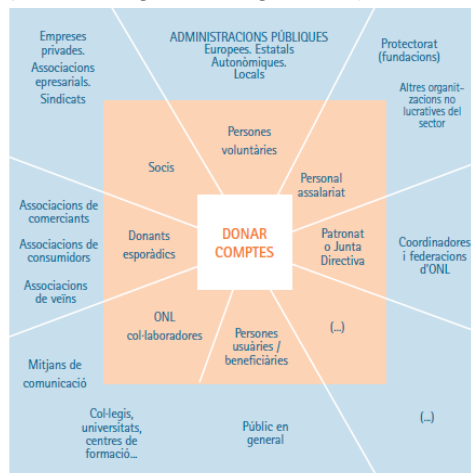 Empreses
privades.
Associacions
epresarials.
Sindicats
ADMINISTRACIONS PÚBLIQUES
Europees. Estatals
Autonòmiques.
Locals
Protectorat
(fundacions)
Altres organit-
zacions no
lucratives del
sector
Persones
voluntàries
Socis
Personal
assalariat
Associacions de
comerciants
Associacions de
consumidors
Associacions
de veïns
Donants
esporàdics
DONAR
COMPTES
Patronat
o Junta
Directiva
Coordinadores
i federacions
d'ONL
ONL
col·laboradores
Persones
usuàries /
beneficiàries
(...)
Mitjans de
comunicació
Col·legis,
universitats,
centres de
formació...
Públic en
general
(...)